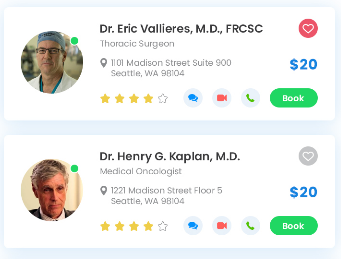 Dr. Eric Vallieres, M.D., FRCSC
Thoracic Surgeon
1101 Madison Street Suite 900
Seattle, WA 98104
$20
Book
Dr. Henry G. Kaplan, M.D.
Medical Oncologist
1221 Madison Street Floor 5
Seattle, WA 98104
$20
Book